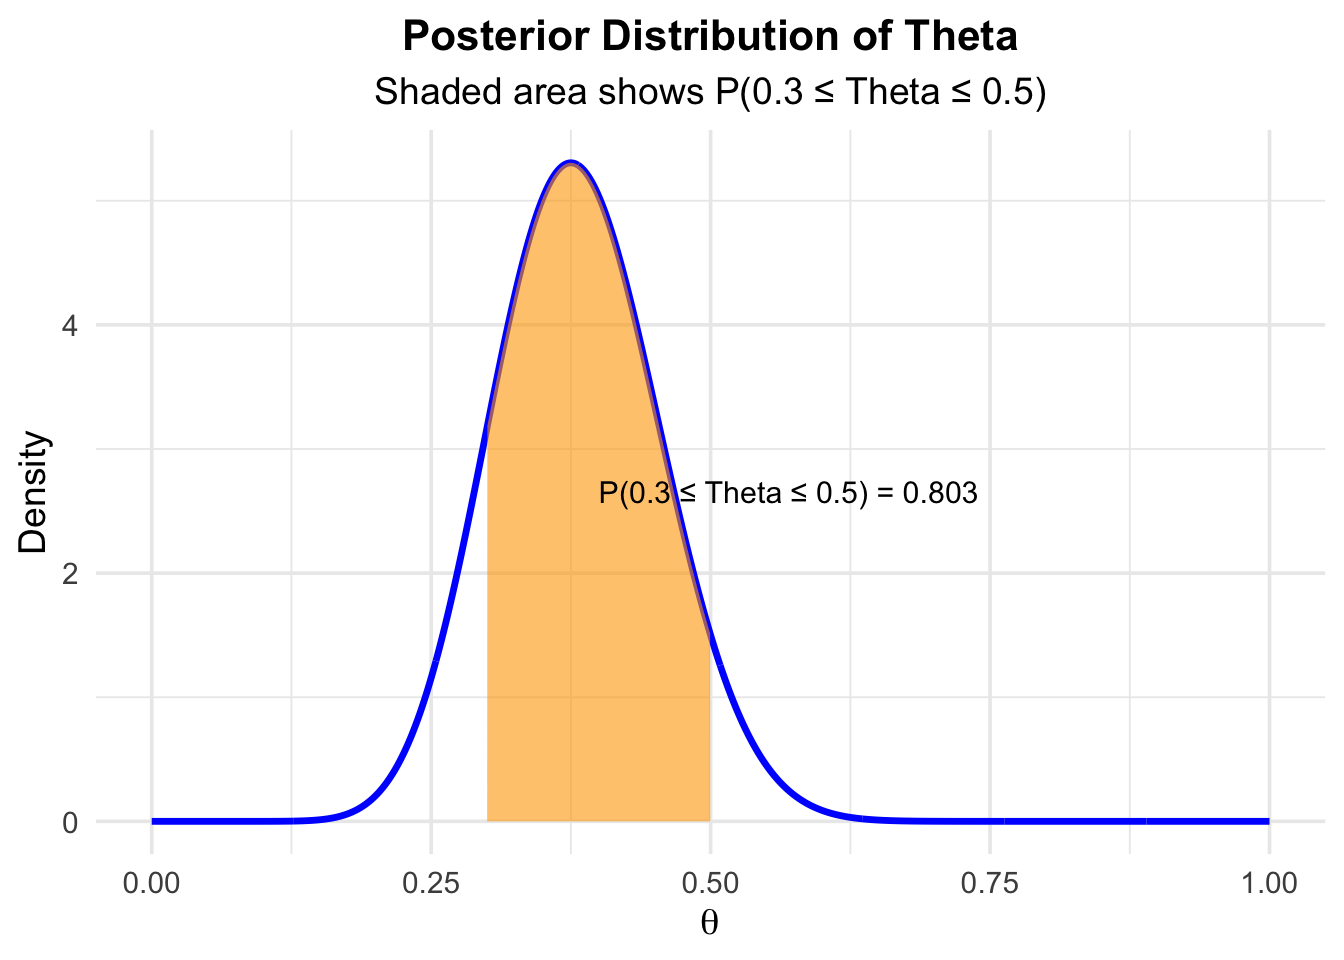 Posterior Distribution of Theta
Shaded area shows P(0.3 ≤ Theta ≤ 0.5)
Density
4
2
0
P(0.3 ≤ Theta ≤ 0.5) = 0.803
0.00 0.25 0.50 0.75 1.00
θ